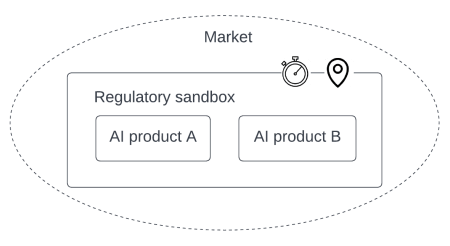 Market
Regulatory sandbox
AI product A
AI product B